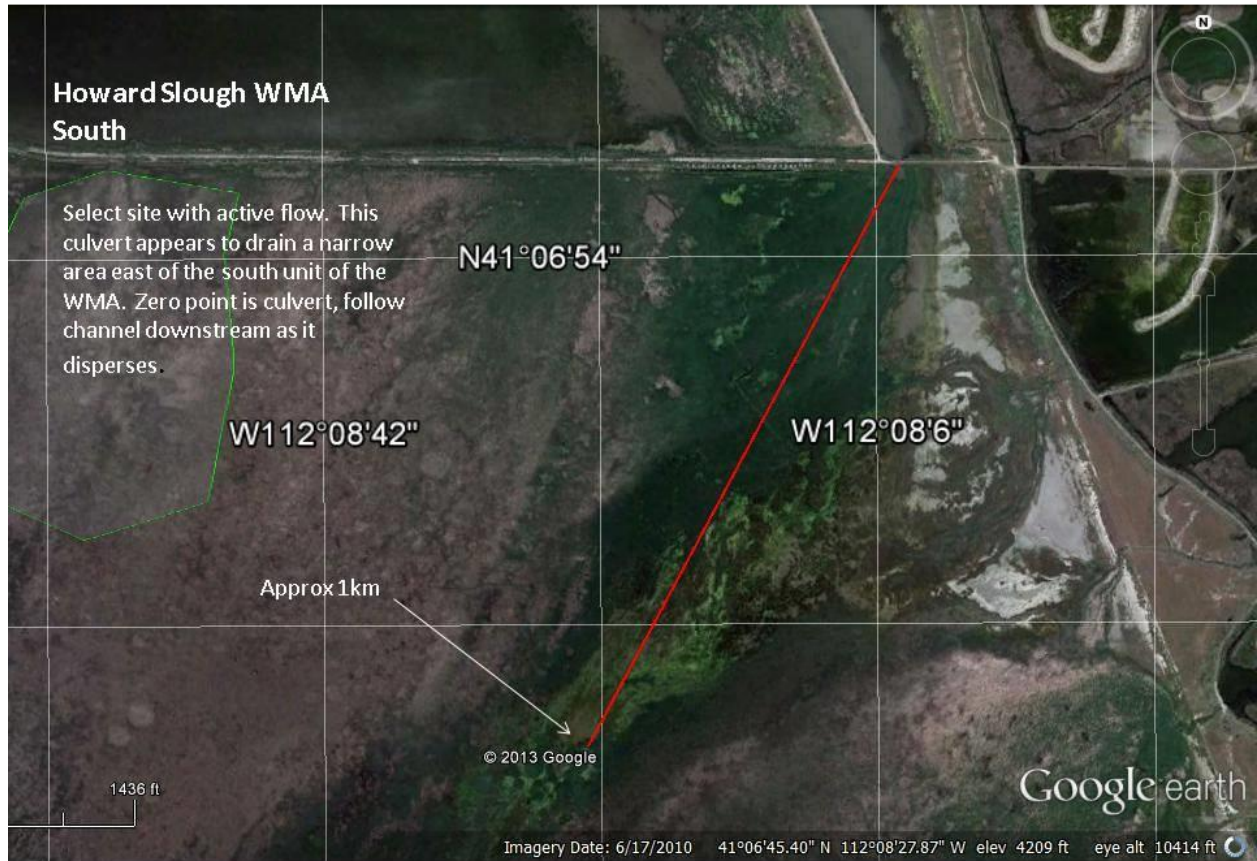 N
Howard Slough WMA
South
Select site with active flow. This
culvert appears to drain a narrow
area east of the south unit of the
WMA. Zero point is culvert, follow
channel downstream as it
disperses.
N41°06'54"
W112°08'42"
W112°08'6"
Approx 1km
© 2013 Google
1436 ft
Google earth
Imagery Date: 6/17/2010 41°06'45.40" N 112°08'27.87" W elev 4209 ft eye alt 10414 ft